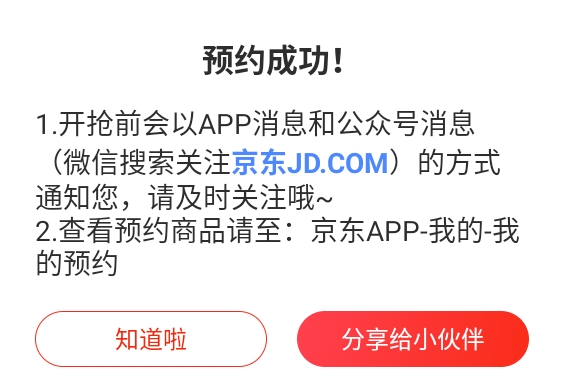 预约成功！
1.开抢前会以APP消息和公众号消息
（微信搜索关注京东JD.COM）的方式
通知您，请及时关注哦~
2.查看预约商品请至：京东APP-我的-我
的预约
知道啦
分享给小伙伴